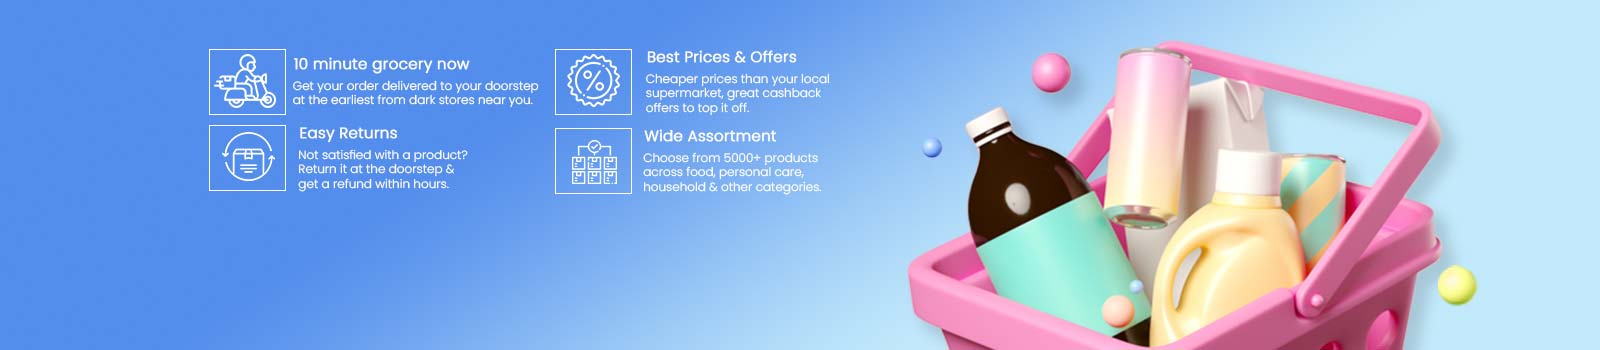 10 minute grocery now
Get your order delivered to your doorstep
at the earliest from dark stores near you.
Best Prices & Offers
Cheaper prices than your local
supermarket, great cashback
offers to top it off.
Easy Returns
Not satisfied with a product?
Return it at the doorstep &
get a refund within hours.
Wide Assortment
Choose from 5000+ products
across food, personal care,
household & other categories.